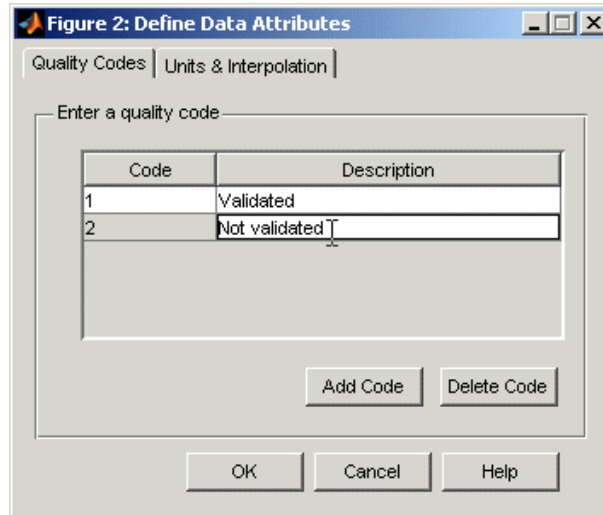 Figure 2: Define Data Attributes
Quality Codes Units & Interpolation
Enter a quality code
Code Description
1 Validated
2 Not validated
Add Code Delete Code
OK Cancel Help